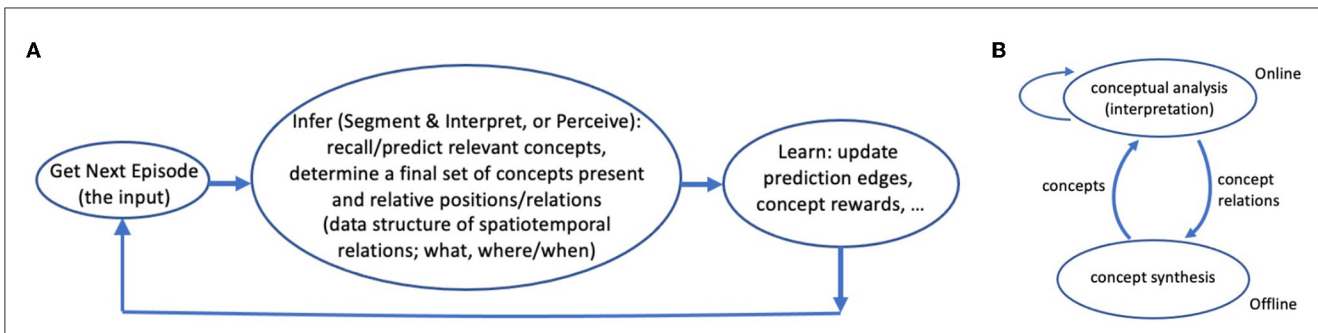 A
Get Next Episode
(the input)
Infer (Segment & Interpret, or Perceive):
recall/predict relevant concepts,
determine a final set of concepts present
and relative positions/relations
(data structure of spatiotemporal
relations; what, where/when)
Learn: update
prediction edges,
concept rewards, ...
B
Online
conceptual analysis
(interpretation)
concepts
concept
relations
concept synthesis
Offline